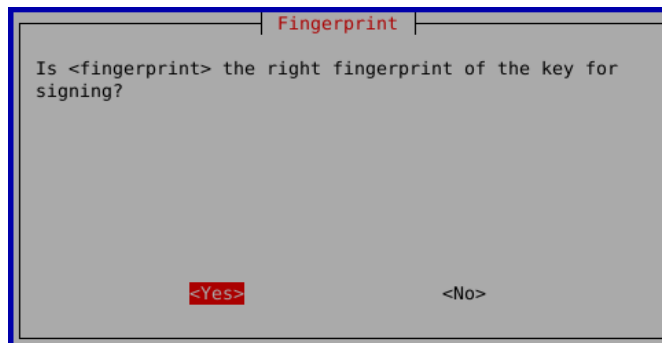 Fingerprint
Is <fingerprint> the right fingerprint of the key for
signing?
<Yes> <No>